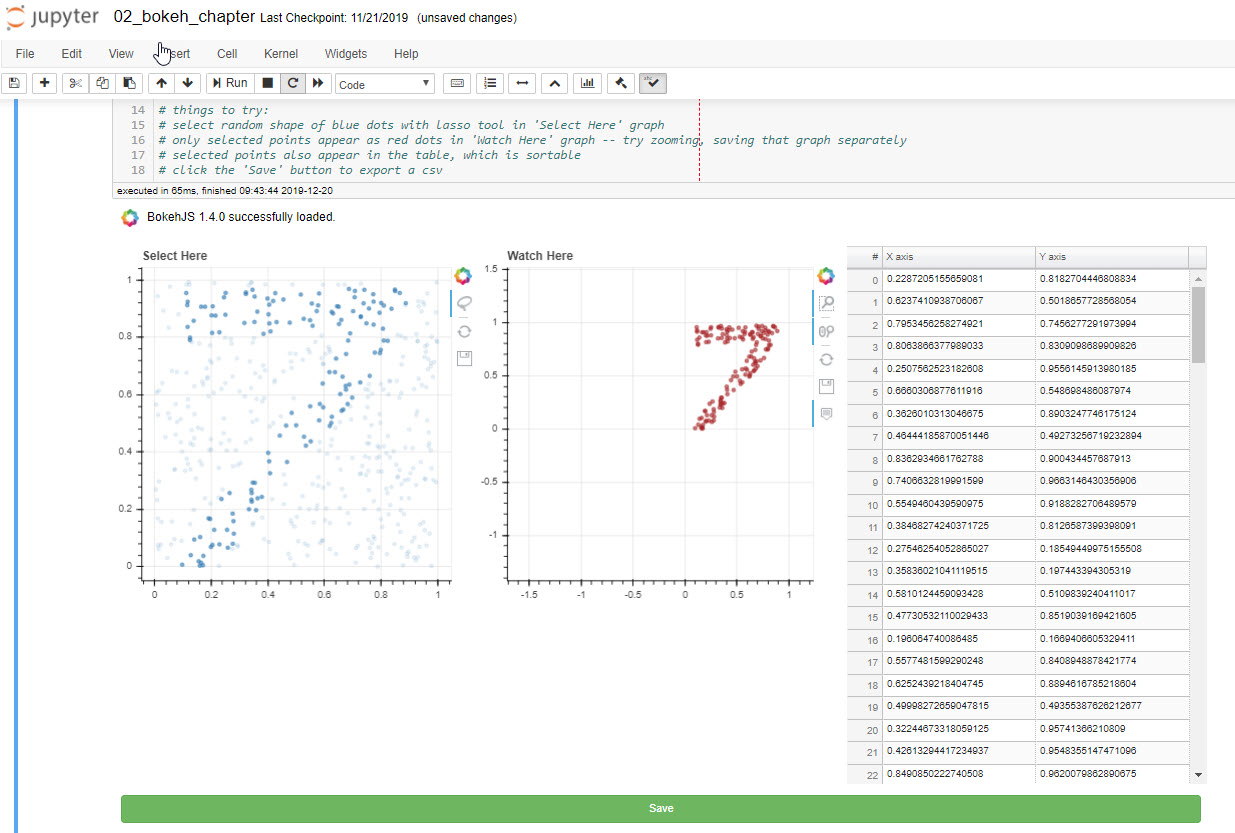 jupyter 02_bokeh_chapter Last Checkpoint: 11/21/2019 (unsaved changes)
File Edit View sert Cell Kernel Widgets Help
Run Code
14 # things to try:
15 # select random shape of blue dots with lasso tool in 'Select Here' graph
16 # only selected points appear as red dots in 'Watch Here' graph -- try zooming, saving that graph separately
17 # selected points also appear in the table, which is sortable
18 # click the 'Save' button to export a csv
executed in 65ms, finished 09:43:44 2019-12-20
BokehJS 1.4.0 successfully loaded.
Select Here
1
0.8
0.6
0.4
0.2
0
0 0.2 0.4 0.6 0.8 1
Watch Here
1.5
1
0.5
0
-0.5
-1
-1.5 -1 -0.5 0 0.5 1
# X axis Y axis
0 0.2287205155659081 0.8182704446808834
1 0.6237410938706067 0.5018657728568054
2 0.7953456258274921 0.7456277291973994
3 0.8063866377989033 0.8309098689909826
4 0.2507562523182608 0.9556145913980185
5 0.6660306877611916 0.548698486087974
6 0.3626010313046675 0.8903247746175124
7 0.46444185870051446 0.49273256719232894
8 0.8362934661762788 0.900434457687913
9 0.7406632819991599 0.9663146430356906
10 0.5549460439590975 0.9188282706489579
11 0.38468274240371725 0.8126587399398091
12 0.27546254052865027 0.18549449975155508
13 0.35836021041119515 0.197443394305319
14 0.5810124459093428 0.5109839240411017
15 0.47730532110029433 0.8519039169421605
16 0.196064740086485 0.1669406605329411
17 0.5577481599290248 0.8408948878421774
18 0.6252439218404745 0.8894616785218604
19 0.49998272659047815 0.49355387626212677
20 0.32244673318059125 0.95741366210809
21 0.42613294417234937 0.9548355147471096
22 0.8490850222740508 0.9620079862890675
Save